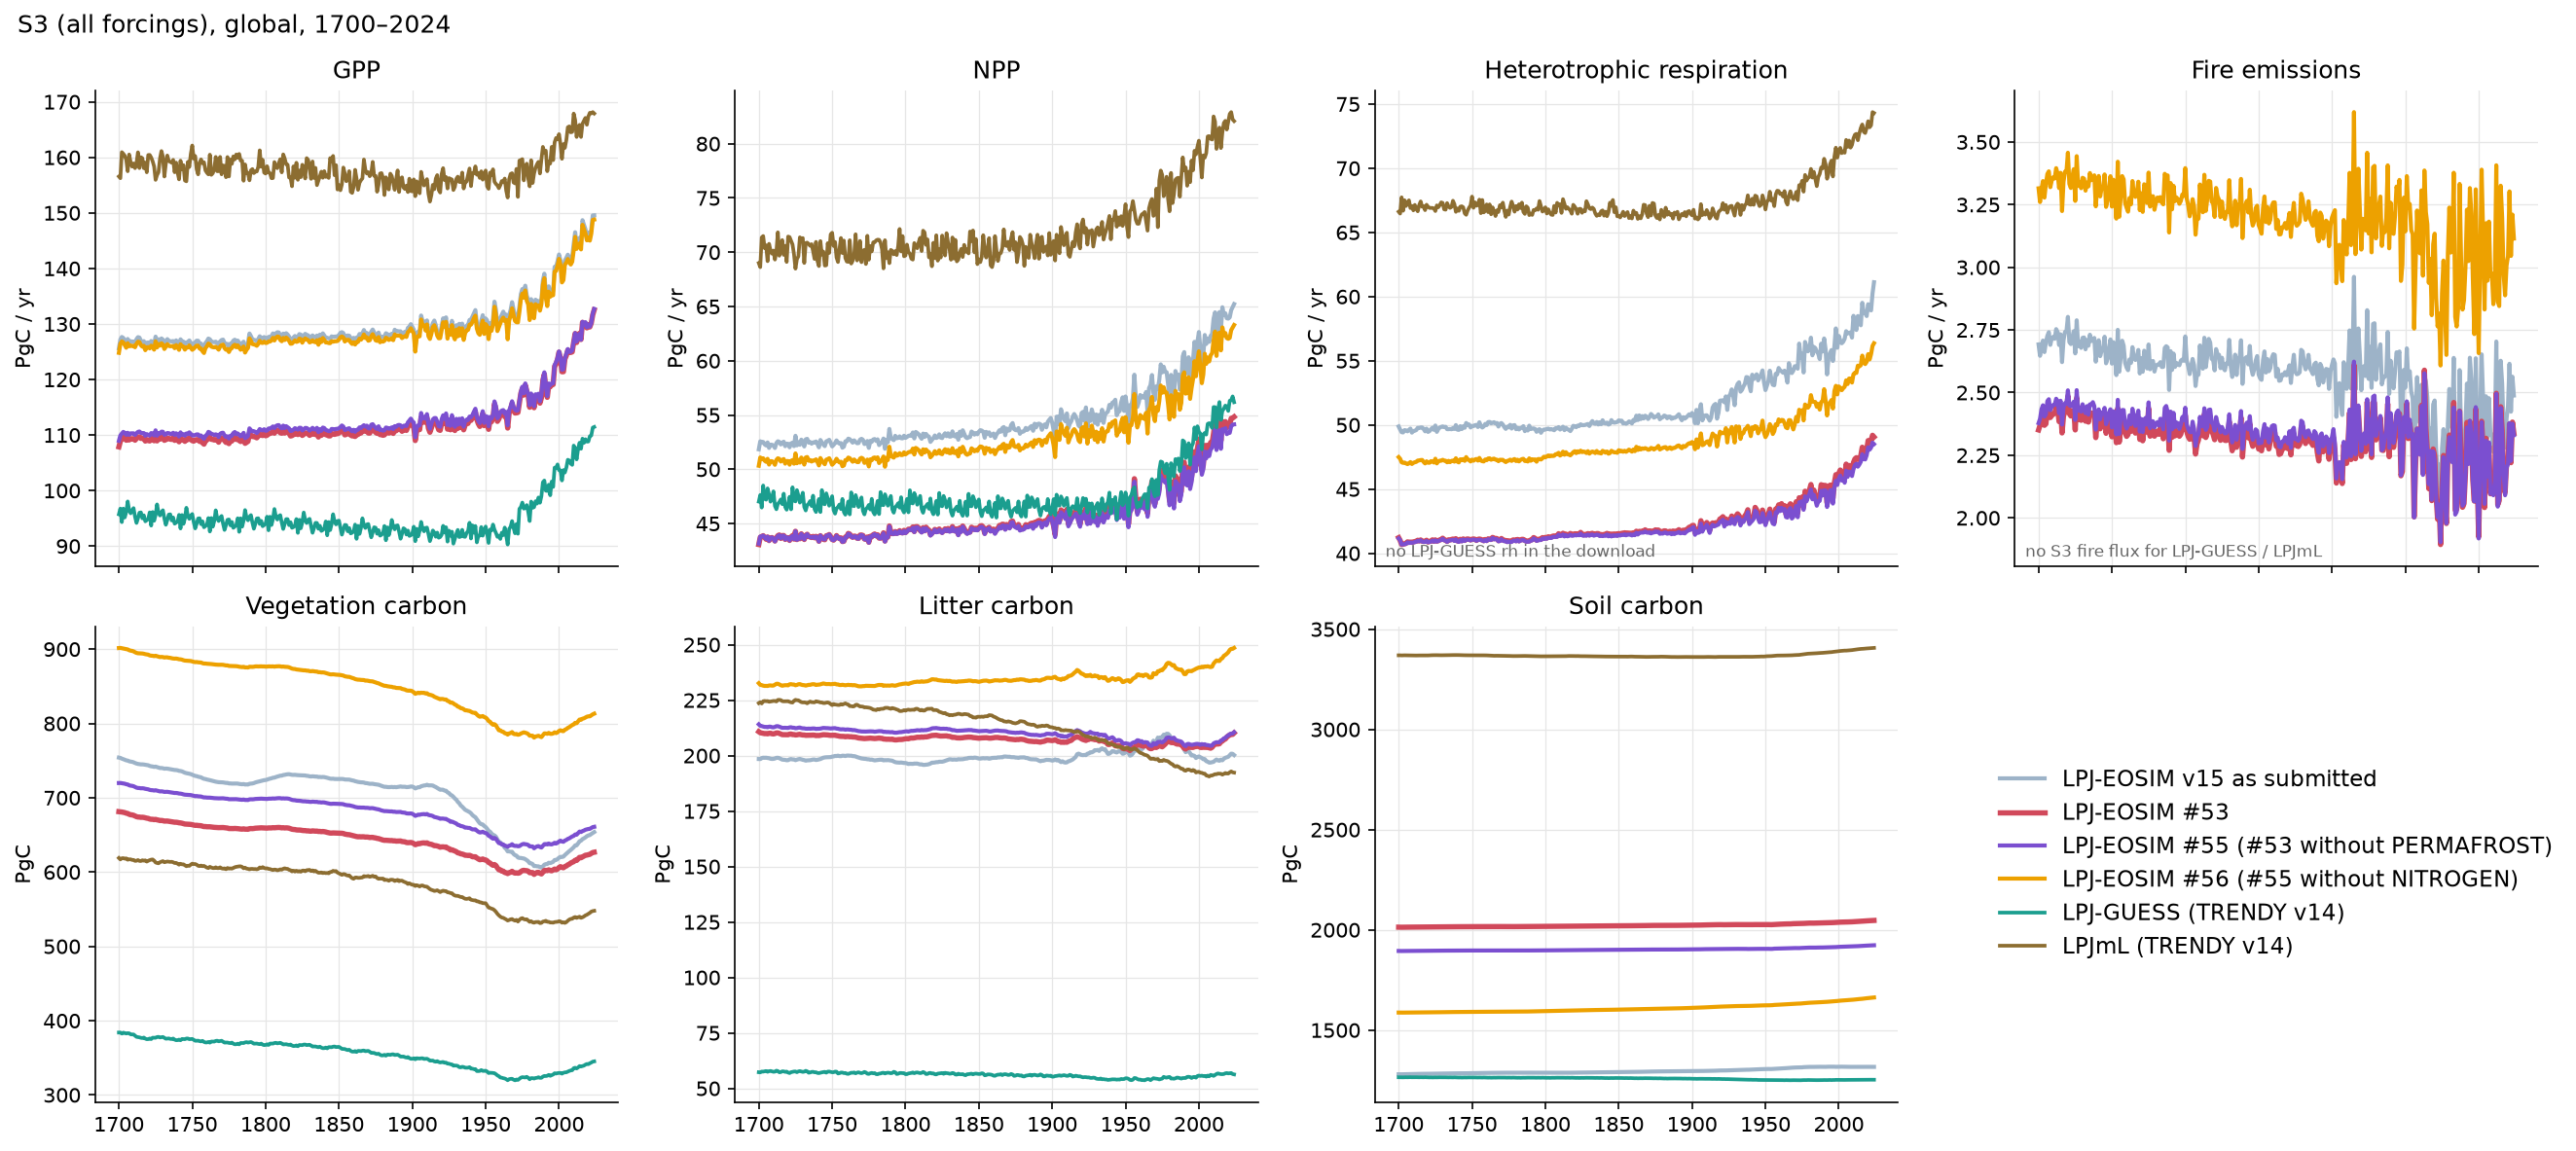 S3 (all forcings), global, 1700–2024
GPP
NPP
Heterotrophic respiration
Fire emissions
PgC / yr
170
160
150
140
130
120
110
100
90
PgC / yr
80
75
70
65
60
55
50
45
PgC / yr
75
70
65
60
55
50
45
40
no LPJ-GUESS rh in the download
PgC / yr
3.50
3.25
3.00
2.75
2.50
2.25
2.00
no S3 fire flux for LPJ-GUESS / LPJmL
Vegetation carbon
Litter carbon
Soil carbon
PgC
900
800
700
600
500
400
300
1700 1750 1800 1850 1900 1950 2000
PgC
250
225
200
175
150
125
100
75
50
1700 1750 1800 1850 1900 1950 2000
PgC
3500
3000
2500
2000
1500
1700 1750 1800 1850 1900 1950 2000
LPJ-EOSIM v15 as submitted
LPJ-EOSIM #53
LPJ-EOSIM #55 (#53 without PERMAFROST)
LPJ-EOSIM #56 (#55 without NITROGEN)
LPJ-GUESS (TRENDY v14)
LPJmL (TRENDY v14)